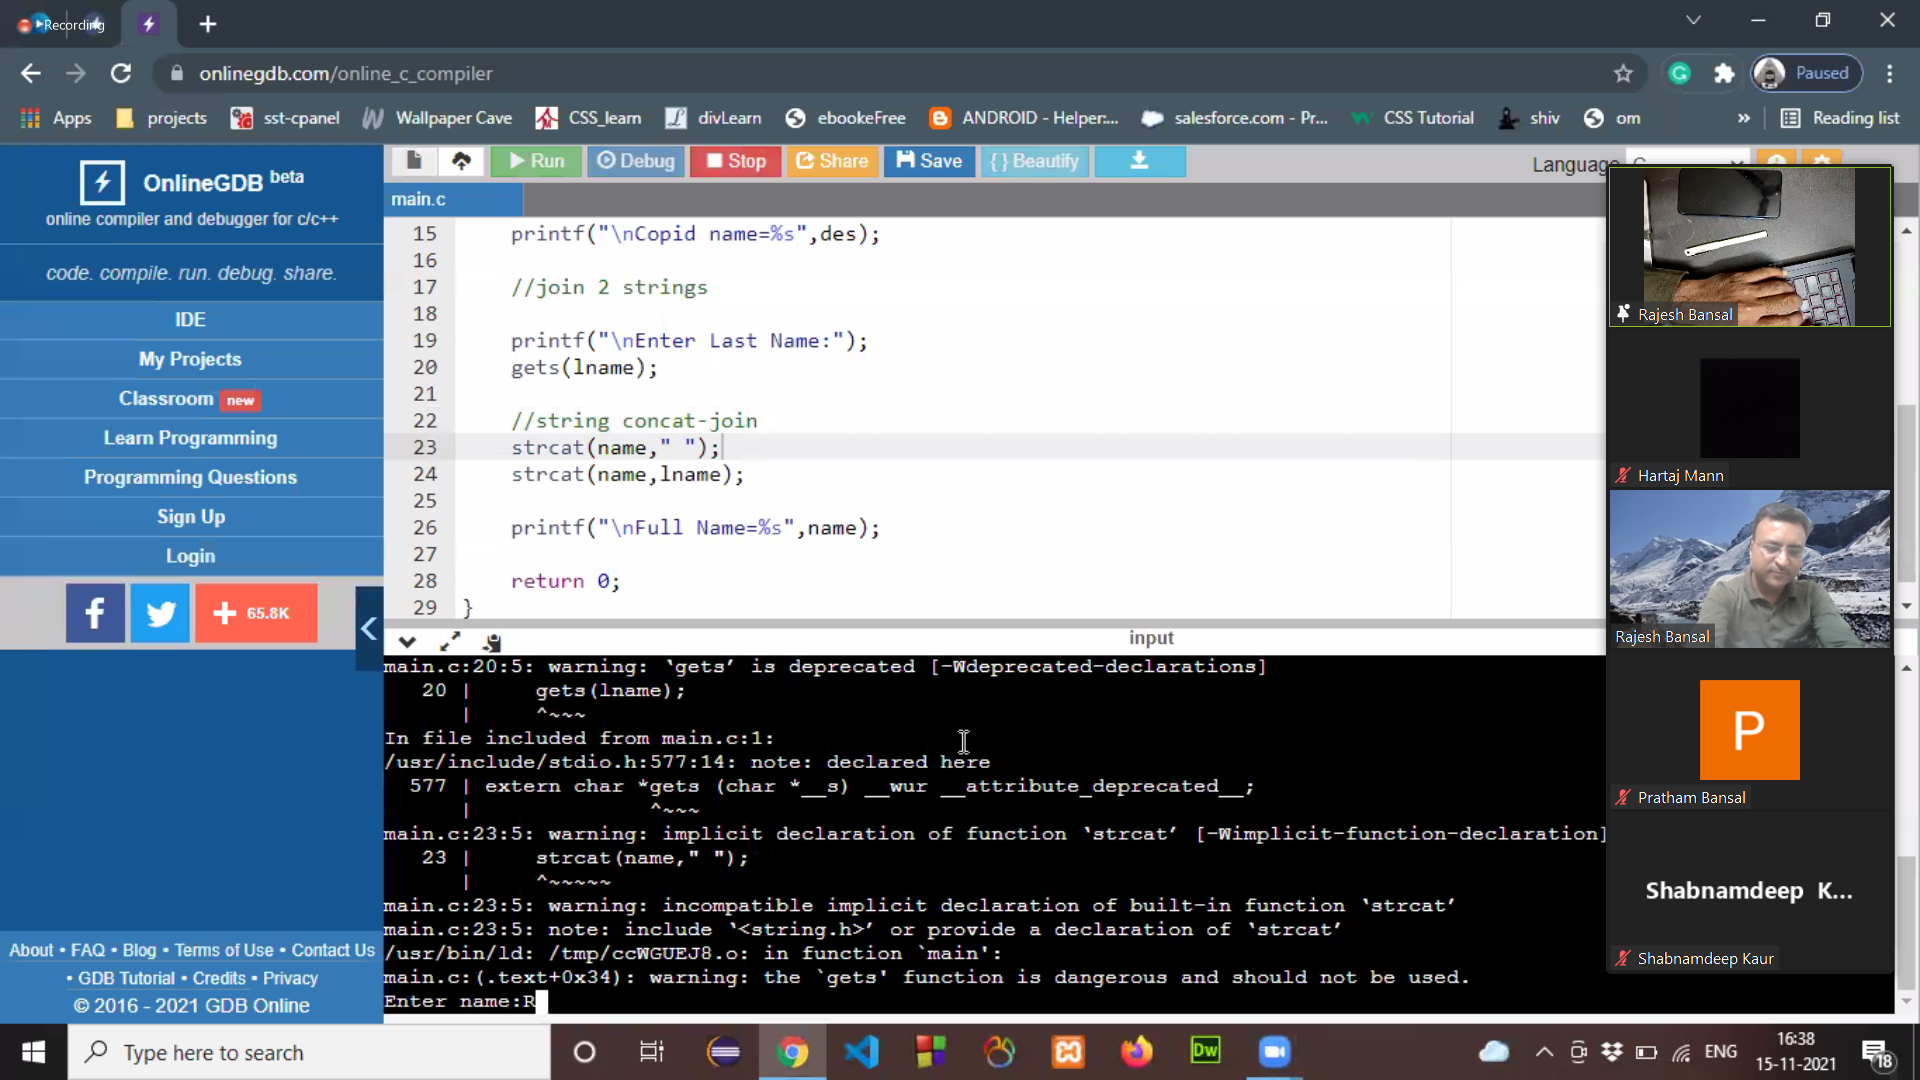 Recording
onlinegdb.com/online_c_compiler
Paused
Apps projects sst-cpanel Wallpaper Cave CSS_learn divLearn ebookeFree ANDROID - Helper:... salesforce.com - Pr... CSS Tutorial shiv om » Reading list
OnlineGDB beta
online compiler and debugger for c/c++
code. compile. run. debug. share.
IDE
My Projects
Classroom new
Learn Programming
Programming Questions
Sign Up
Login
65.8K
About • FAQ • Blog • Terms of Use • Contact Us
• GDB Tutorial • Credits • Privacy
© 2016 - 2021 GDB Online
Run Debug Stop Share Save {} Beautify
Language C
main.c
15 printf("\nCopid name=%s",des);
16
17 //join 2 strings
18
19 printf("\nEnter Last Name:");
20 gets(lname);
21
22 //string concat-join
23 strcat(name," ");
24 strcat(name,lname);
25
26 printf("\nFull Name=%s",name);
27
28 return 0;
29 }
input
main.c:20:5: warning: ‘gets’ is deprecated [-Wdeprecated-declarations]
20 | gets(lname);
| ^~~~
In file included from main.c:1:
/usr/include/stdio.h:577:14: note: declared here
577 | extern char *gets (char *__s) __wur __attribute_deprecated__;
| ^~~~
main.c:23:5: warning: implicit declaration of function ‘strcat’ [-Wimplicit-function-declaration]
23 | strcat(name," ");
| ^~~~~~
main.c:23:5: warning: incompatible implicit declaration of built-in function ‘strcat’
main.c:23:5: note: include ‘<string.h>’ or provide a declaration of ‘strcat’
/usr/bin/ld: /tmp/ccWGUEJ8.o: in function `main':
main.c:(.text+0x34): warning: the `gets' function is dangerous and should not be used.
Enter name:R
Rajesh Bansal
Hartaj Mann
Rajesh Bansal
P
Pratham Bansal
Shabnamdeep K...
Shabnamdeep Kaur
Type here to search
Dw
ENG
16:38
15-11-2021
18